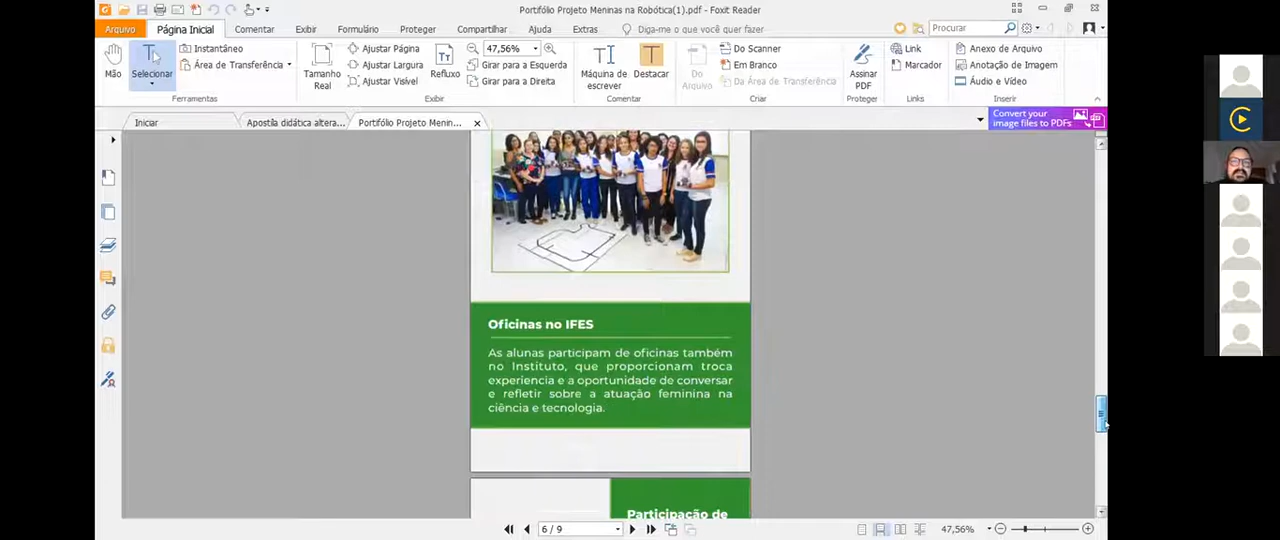 Portfólio Projeto Meninas na Robótica(1).pdf - Foxit Reader
Arquivo Página Inicial Comentar Exibir Formulário Proteger Compartilhar Ajuda Extras Diga-me o que você quer fazer Procurar
Mão
Selecionar
Instantâneo
Área de Transferência
Ferramentas
Tamanho Real
Ajustar Página
Ajustar Largura
Ajustar Visível
Refluxo
47,56%
Girar para a Esquerda
Girar para a Direita
Exibir
Máquina de escrever
Destacar
Comentar
Do Arquivo
Do Scanner
Em Branco
Da Área de Transferência
Criar
Assinar PDF
Proteger
Link
Marcador
Links
Anexo de Arquivo
Anotação de Imagem
Áudio e Vídeo
Inserir
Iniciar Apostila didática altera... Portfólio Projeto Menin...
Convert your
image files to PDFs
Oficinas no IFES
As alunas participam de oficinas também
no Instituto, que proporcionam troca
experiencia e a oportunidade de conversar
e refletir sobre a atuação feminina na
ciência e tecnologia.
Participação de
6 / 9 47,56%